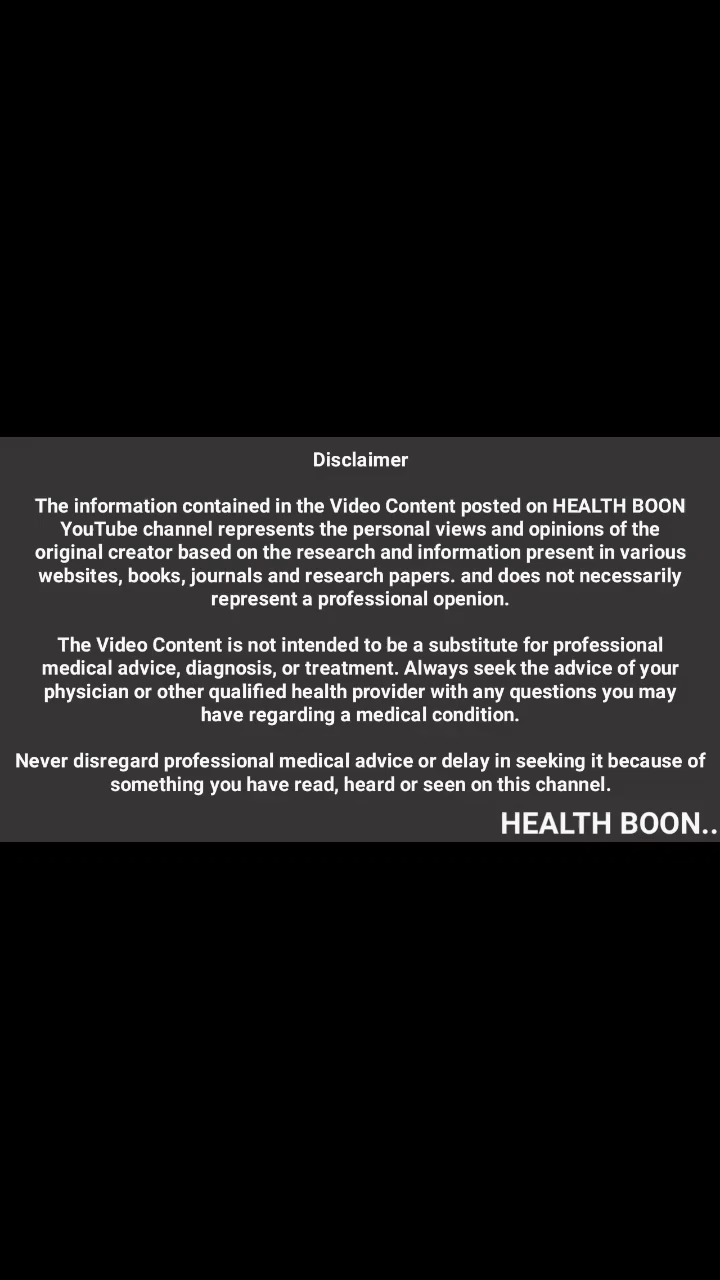 Disclaimer
The information contained in the Video Content posted on HEALTH BOON
YouTube channel represents the personal views and opinions of the
original creator based on the research and information present in various
websites, books, journals and research papers. and does not necessarily
represent a professional openion.
The Video Content is not intended to be a substitute for professional
medical advice, diagnosis, or treatment. Always seek the advice of your
physician or other qualified health provider with any questions you may
have regarding a medical condition.
Never disregard professional medical advice or delay in seeking it because of
something you have read, heard or seen on this channel.
HEALTH BOON..